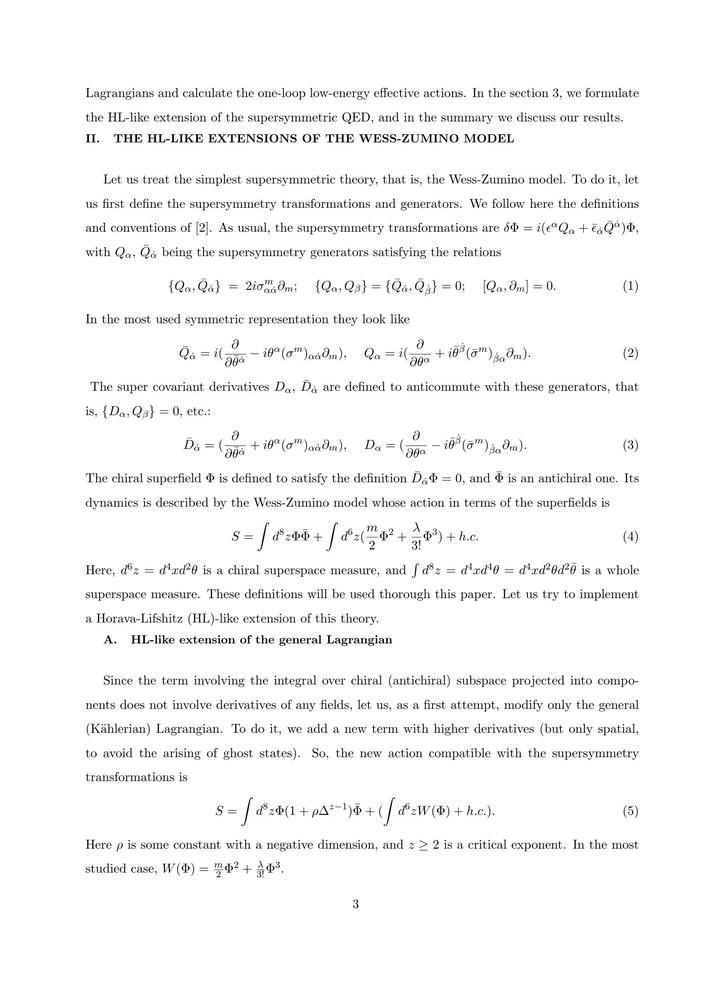 Lagrangians and calculate the one-loop low-energy effective actions. In the section 3, we formulate
the HL-like extension of the supersymmetric QED, and in the summary we discuss our results.
II. THE HL-LIKE EXTENSIONS OF THE WESS-ZUMINO MODEL
Let us treat the simplest supersymmetric theory, that is, the Wess-Zumino model. To do it, let
us first define the supersymmetry transformations and generators. We follow here the definitions
and conventions of [2]. As usual, the supersymmetry transformations are $\delta\Phi = i(\epsilon^{\alpha}Q_{\alpha} + \bar{\epsilon}_{\dot{\alpha}}\bar{Q}^{\dot{\alpha}})\Phi$,
with $Q_{\alpha}$, $\bar{Q}_{\dot{\alpha}}$ being the supersymmetry generators satisfying the relations
$\{Q_{\alpha}, \bar{Q}_{\dot{\alpha}}\} = 2i\sigma^{m}_{\alpha\dot{\alpha}}\partial_{m}; \quad \{Q_{\alpha}, Q_{\beta}\} = \{\bar{Q}_{\dot{\alpha}}, \bar{Q}_{\dot{\beta}}\} = 0; \quad [Q_{\alpha}, \partial_{m}] = 0.$ (1)
In the most used symmetric representation they look like
$\bar{Q}_{\dot{\alpha}} = i(\frac{\partial}{\partial\bar{\theta}^{\dot{\alpha}}} - i\theta^{\alpha}(\sigma^{m})_{\alpha\dot{\alpha}}\partial_{m}), \quad Q_{\alpha} = i(\frac{\partial}{\partial\theta^{\alpha}} + i\bar{\theta}^{\dot{\beta}}(\bar{\sigma}^{m})_{\dot{\beta}\alpha}\partial_{m}).$ (2)
The super covariant derivatives $D_{\alpha}$, $\bar{D}_{\dot{\alpha}}$ are defined to anticommute with these generators, that
is, $\{D_{\alpha}, Q_{\beta}\} = 0$, etc.:
$\bar{D}_{\dot{\alpha}} = (\frac{\partial}{\partial\bar{\theta}^{\dot{\alpha}}} + i\theta^{\alpha}(\sigma^{m})_{\alpha\dot{\alpha}}\partial_{m}), \quad D_{\alpha} = (\frac{\partial}{\partial\theta^{\alpha}} - i\bar{\theta}^{\dot{\beta}}(\bar{\sigma}^{m})_{\dot{\beta}\alpha}\partial_{m}).$ (3)
The chiral superfield $\Phi$ is defined to satisfy the definition $\bar{D}_{\dot{\alpha}}\Phi = 0$, and $\bar{\Phi}$ is an antichiral one. Its
dynamics is described by the Wess-Zumino model whose action in terms of the superfields is
$S = \int d^{8}z\Phi\bar{\Phi} + \int d^{6}z(\frac{m}{2}\Phi^{2} + \frac{\lambda}{3!}\Phi^{3}) + h.c.$ (4)
Here, $d^{6}z = d^{4}xd^{2}\theta$ is a chiral superspace measure, and $\int d^{8}z = d^{4}xd^{4}\theta = d^{4}xd^{2}\theta d^{2}\bar{\theta}$ is a whole
superspace measure. These definitions will be used thorough this paper. Let us try to implement
a Horava-Lifshitz (HL)-like extension of this theory.
A. HL-like extension of the general Lagrangian
Since the term involving the integral over chiral (antichiral) subspace projected into compo-
nents does not involve derivatives of any fields, let us, as a first attempt, modify only the general
(Kählerian) Lagrangian. To do it, we add a new term with higher derivatives (but only spatial,
to avoid the arising of ghost states). So, the new action compatible with the supersymmetry
transformations is
$S = \int d^{8}z\Phi(1 + \rho\Delta^{z-1})\bar{\Phi} + (\int d^{6}zW(\Phi) + h.c.).$ (5)
Here $\rho$ is some constant with a negative dimension, and $z \geq 2$ is a critical exponent. In the most
studied case, $W(\Phi) = \frac{m}{2}\Phi^{2} + \frac{\lambda}{3!}\Phi^{3}$.
3